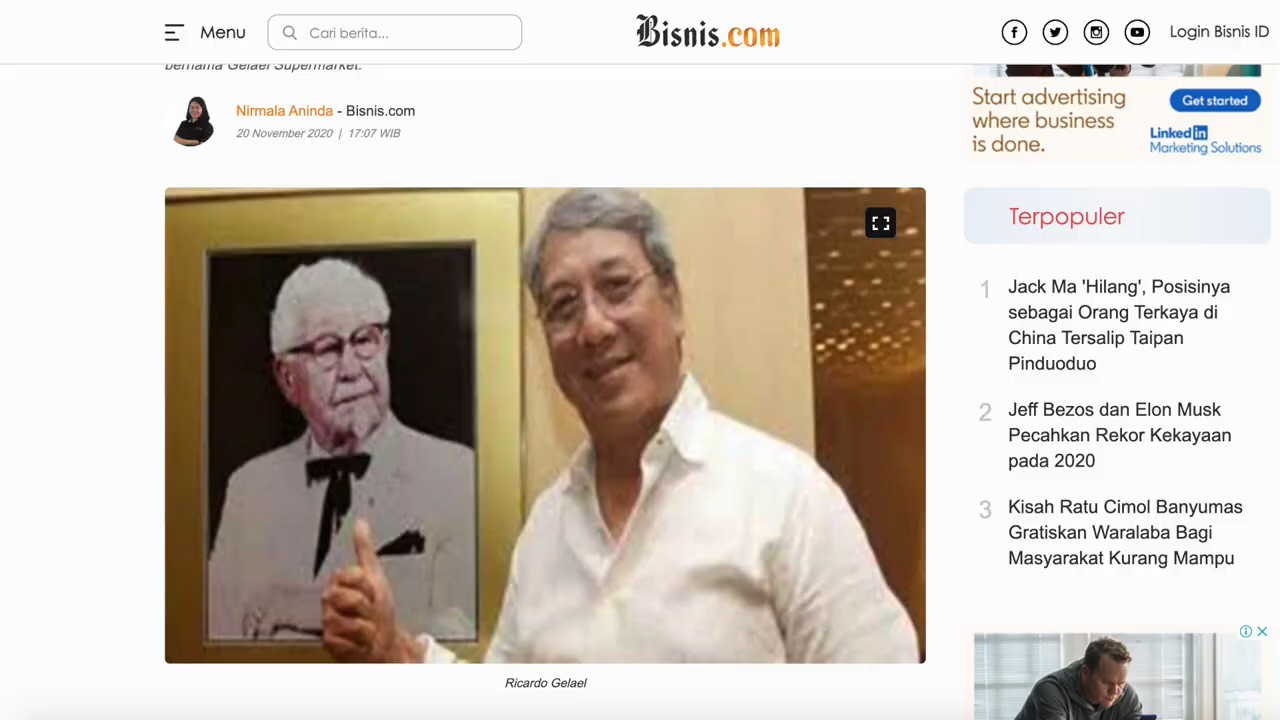 Menu
Cari berita...
Bisnis.com
Login Bisnis ID
bernama Gelael Supermarket.
Nirmala Aninda - Bisnis.com
20 November 2020 | 17:07 WIB
Ricardo Gelael
Start advertising
where business
is done.
Get started
Linked in
Marketing Solutions
Terpopuler
1
Jack Ma 'Hilang', Posisinya
sebagai Orang Terkaya di
China Tersalip Taipan
Pinduoduo
2
Jeff Bezos dan Elon Musk
Pecahkan Rekor Kekayaan
pada 2020
3
Kisah Ratu Cimol Banyumas
Gratiskan Waralaba Bagi
Masyarakat Kurang Mampu